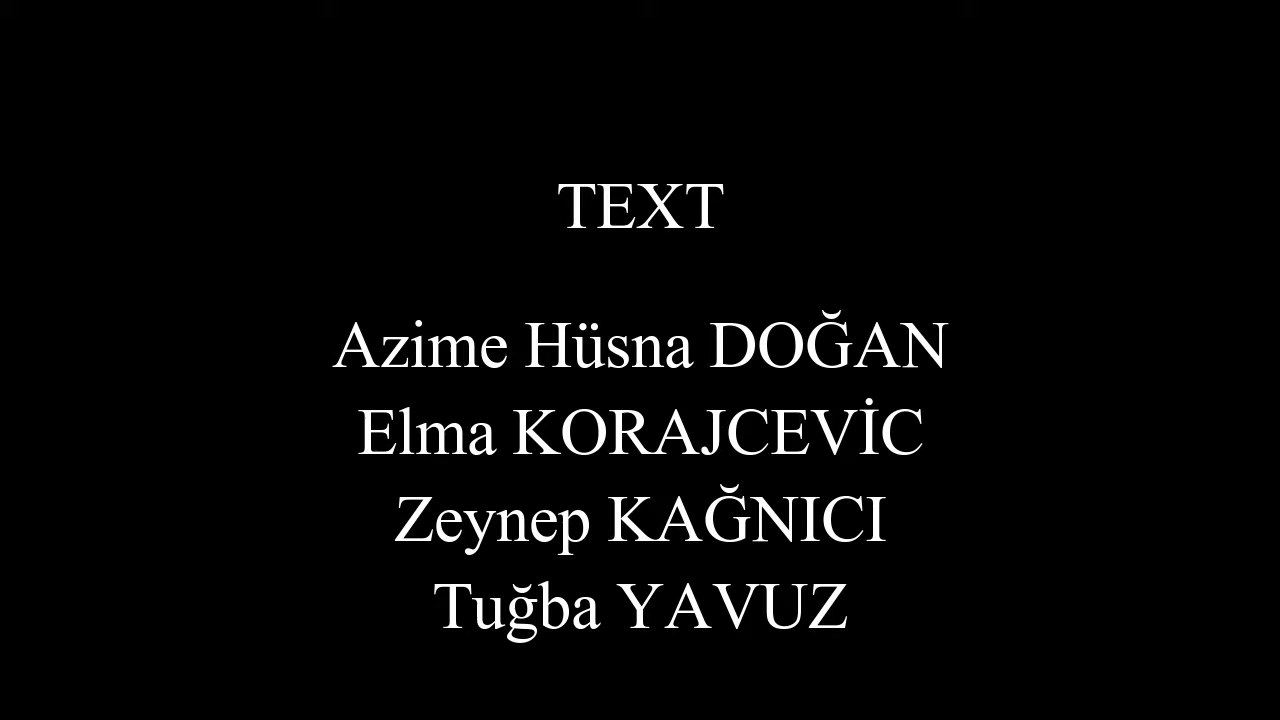 TEXT
Azime Hüsna DOĞAN
Elma KORAJCEVİC
Zeynep KAĞNICI
Tuğba YAVUZ